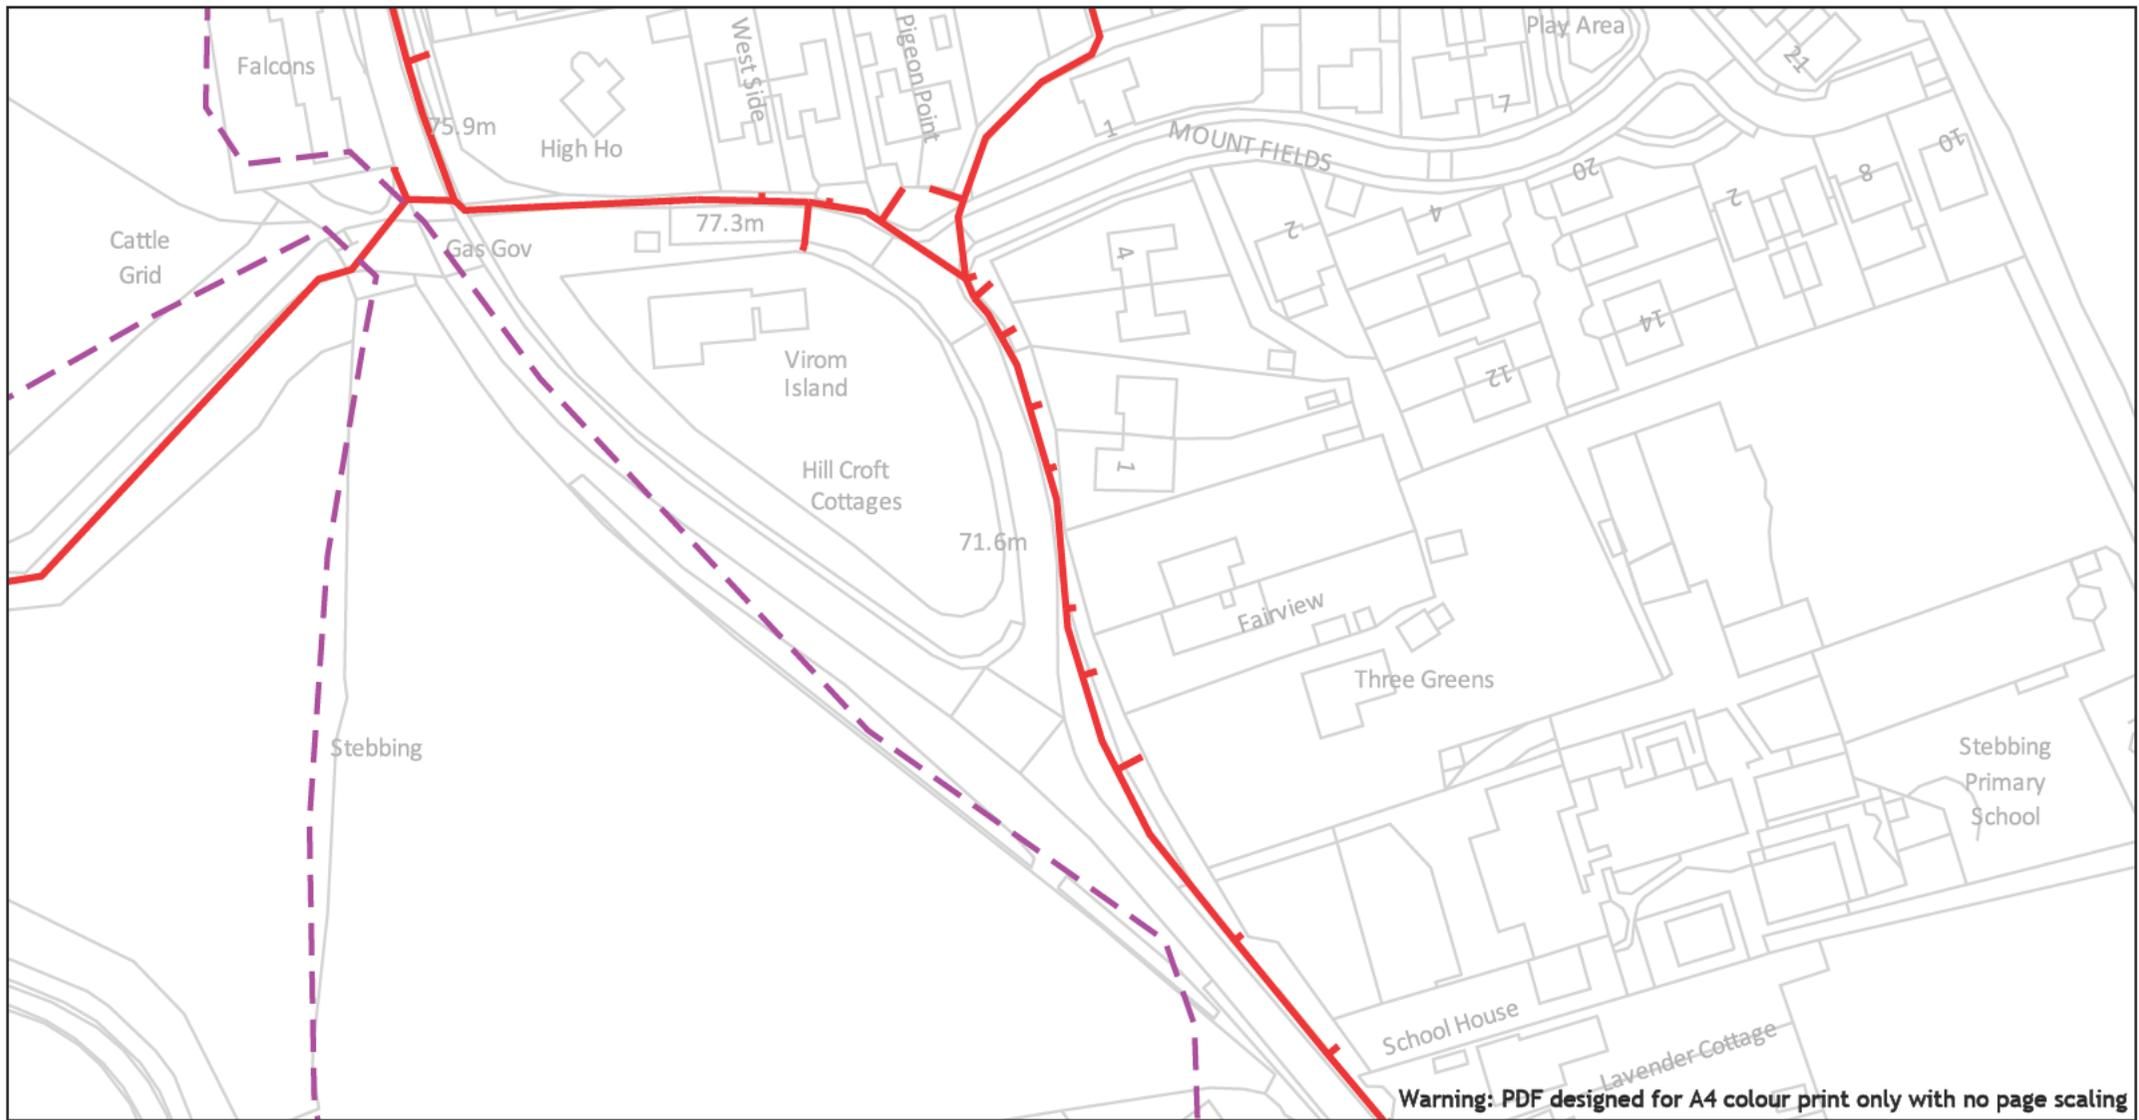 Falcons
75.9m
High Ho
West Side
Pigeon Point
Play Area
21
7
1
MOUNT FIELDS
20
2
8
10
Cattle
Grid
Gas Gov
77.3m
4
2
4
14
12
Virom
Island
Hill Croft
Cottages
1
71.6m
Fairview
Three Greens
Stebbing
Stebbing
Primary
School
School House
Lavender Cottage
Warning: PDF designed for A4 colour print only with no page scaling